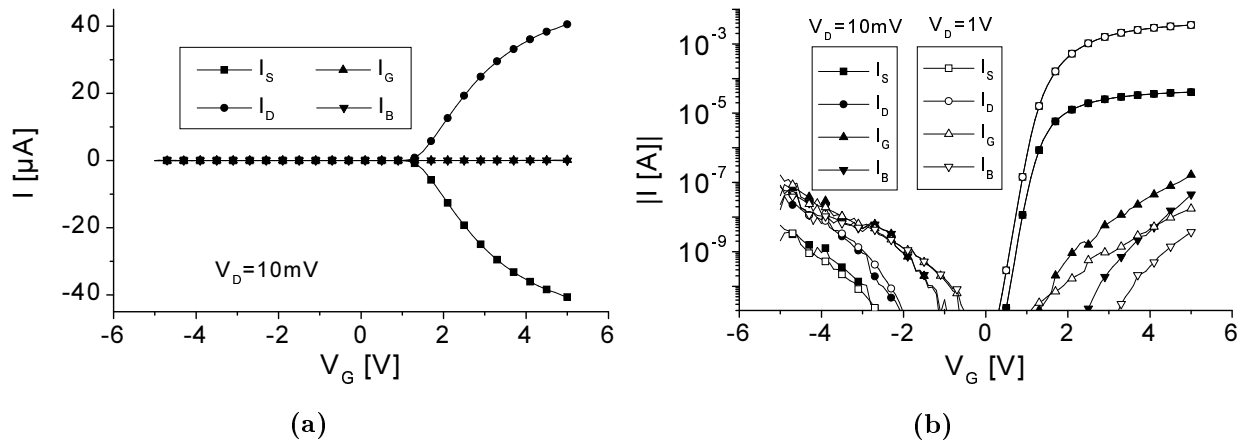 40
20
0
-20
-40
I [µA]
I_S
I_G
I_D
I_B
V_D=10mV
-6
-4
-2
0
2
4
6
V_G [V]
(a)
V_D=10mV
V_D=1V
I_S
I_D
I_G
I_B
I_S
I_D
I_G
I_B
10^-3
10^-5
10^-7
10^-9
|I [A]|
-6
-4
-2
0
2
4
6
V_G [V]
(b)